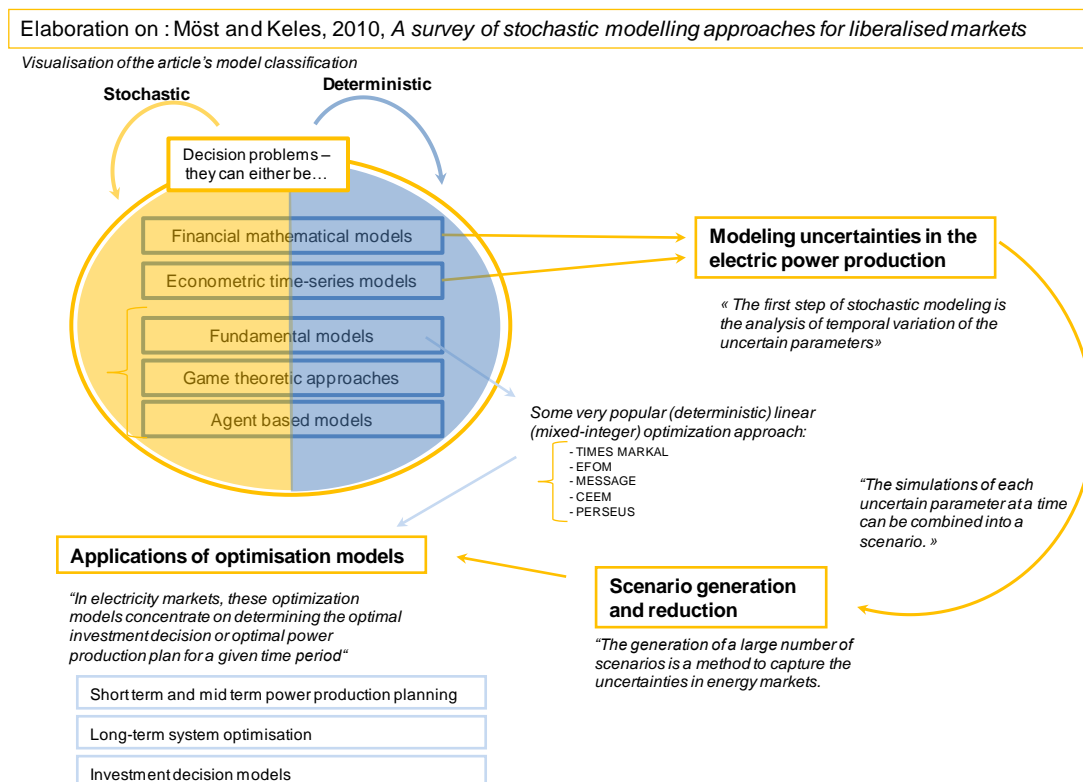 Elaboration on : Möst and Keles, 2010, A survey of stochastic modelling approaches for liberalised markets
Visualisation of the article's model classification
Stochastic
Deterministic
Decision problems –
they can either be…
Financial mathematical models
Econometric time-series models
Fundamental models
Game theoretic approaches
Agent based models
Modeling uncertainties in the
electric power production
« The first step of stochastic modeling is
the analysis of temporal variation of the
uncertain parameters»
Some very popular (deterministic) linear
(mixed-integer) optimization approach:
- TIMES MARKAL
- EFOM
- MESSAGE
- CEEM
- PERSEUS
“The simulations of each
uncertain parameter at a time
can be combined into a
scenario. »
Scenario generation
and reduction
“The generation of a large number of
scenarios is a method to capture the
uncertainties in energy markets.
Applications of optimisation models
“In electricity markets, these optimization
models concentrate on determining the optimal
investment decision or optimal power
production plan for a given time period“
Short term and mid term power production planning
Long-term system optimisation
Investment decision models